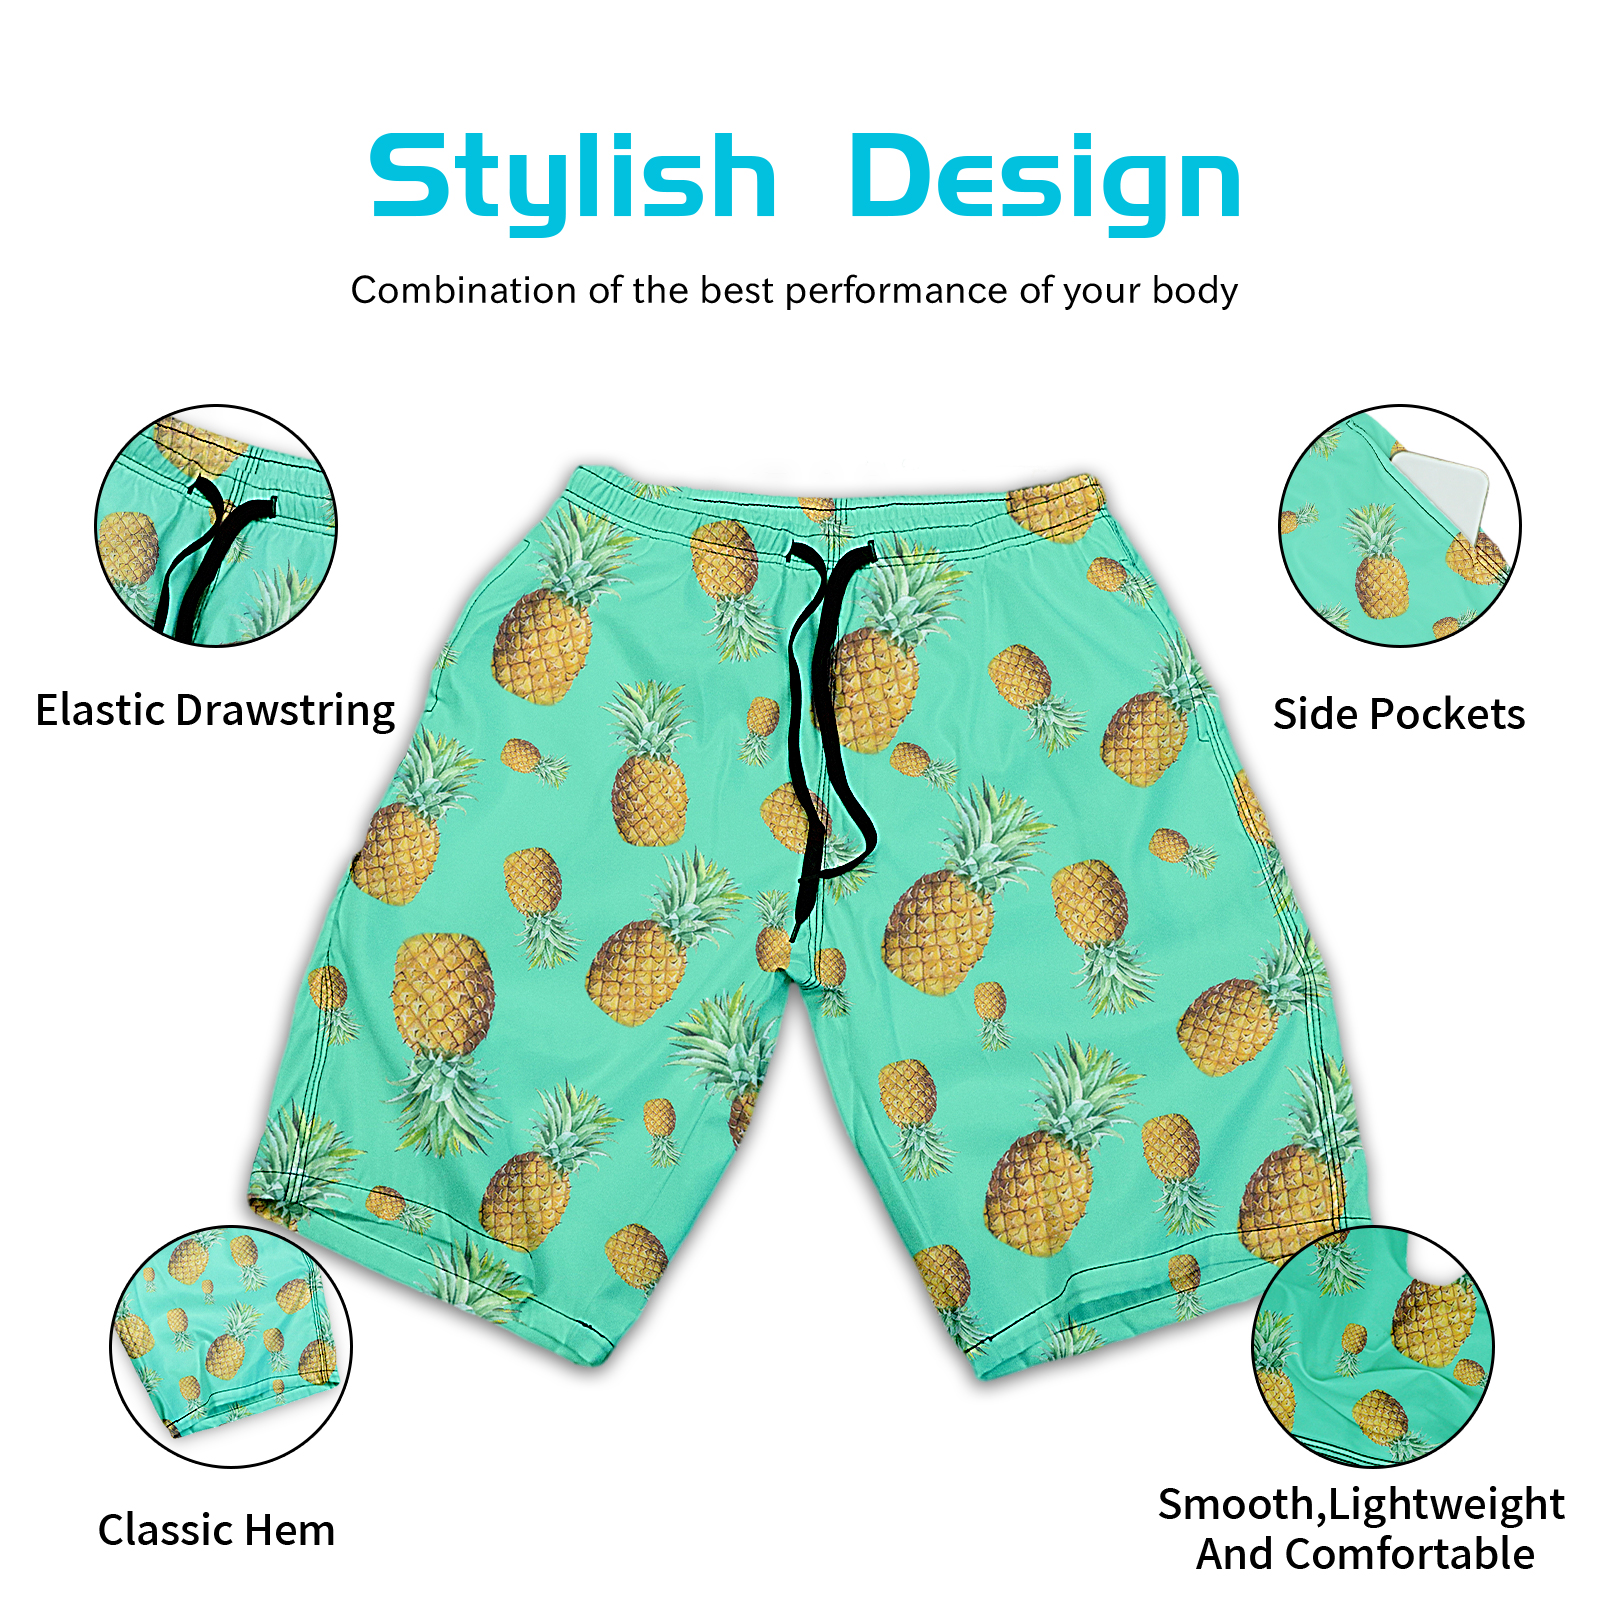 Stylish Design
Combination of the best performance of your body
Elastic Drawstring
Side Pockets
Classic Hem
Smooth,Lightweight
And Comfortable